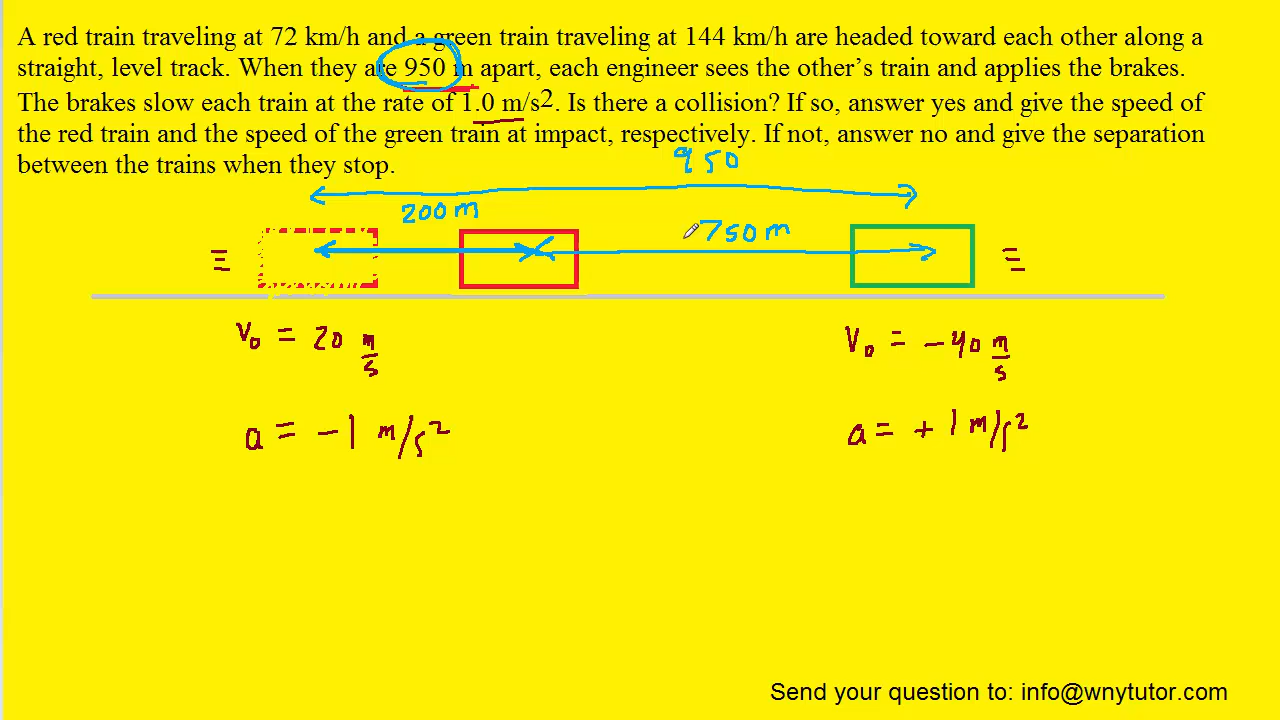 A red train traveling at 72 km/h and a green train traveling at 144 km/h are headed toward each other along a
straight, level track. When they are 950 m apart, each engineer sees the other's train and applies the brakes.
The brakes slow each train at the rate of 1.0 m/s2. Is there a collision? If so, answer yes and give the speed of
the red train and the speed of the green train at impact, respectively. If not, answer no and give the separation
between the trains when they stop.
950
200 m 750 m
v₀ = 20 m/s v₀ = -40 m/s
a = -1 m/s² a = +1 m/s²
Send your question to: info@wnytutor.com